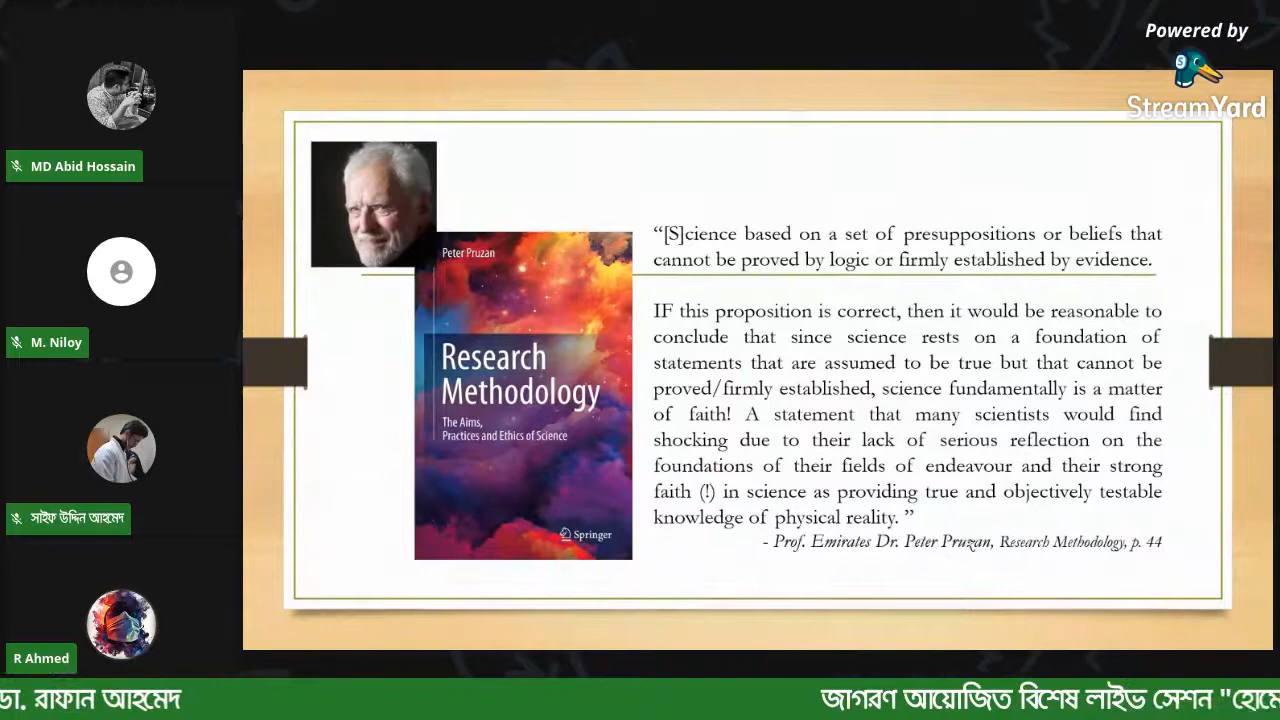 Powered by
StreamYard
MD Abid Hossain
M. Niloy
সাইফ উদ্দিন আহমেদ
R Ahmed
Peter Pruzan
Research
Methodology
The Aims,
Practices and Ethics of Science
Springer
“[S]cience based on a set of presuppositions or beliefs that
cannot be proved by logic or firmly established by evidence.
IF this proposition is correct, then it would be reasonable to
conclude that since science rests on a foundation of
statements that are assumed to be true but that cannot be
proved/firmly established, science fundamentally is a matter
of faith! A statement that many scientists would find
shocking due to their lack of serious reflection on the
foundations of their fields of endeavour and their strong
faith (!) in science as providing true and objectively testable
knowledge of physical reality. ”
- Prof. Emirates Dr. Peter Pruzan, Research Methodology, p. 44
ডা. রাফান আহমেদ
জাগরণ আয়োজিত বিশেষ লাইভ সেশন "হোমে